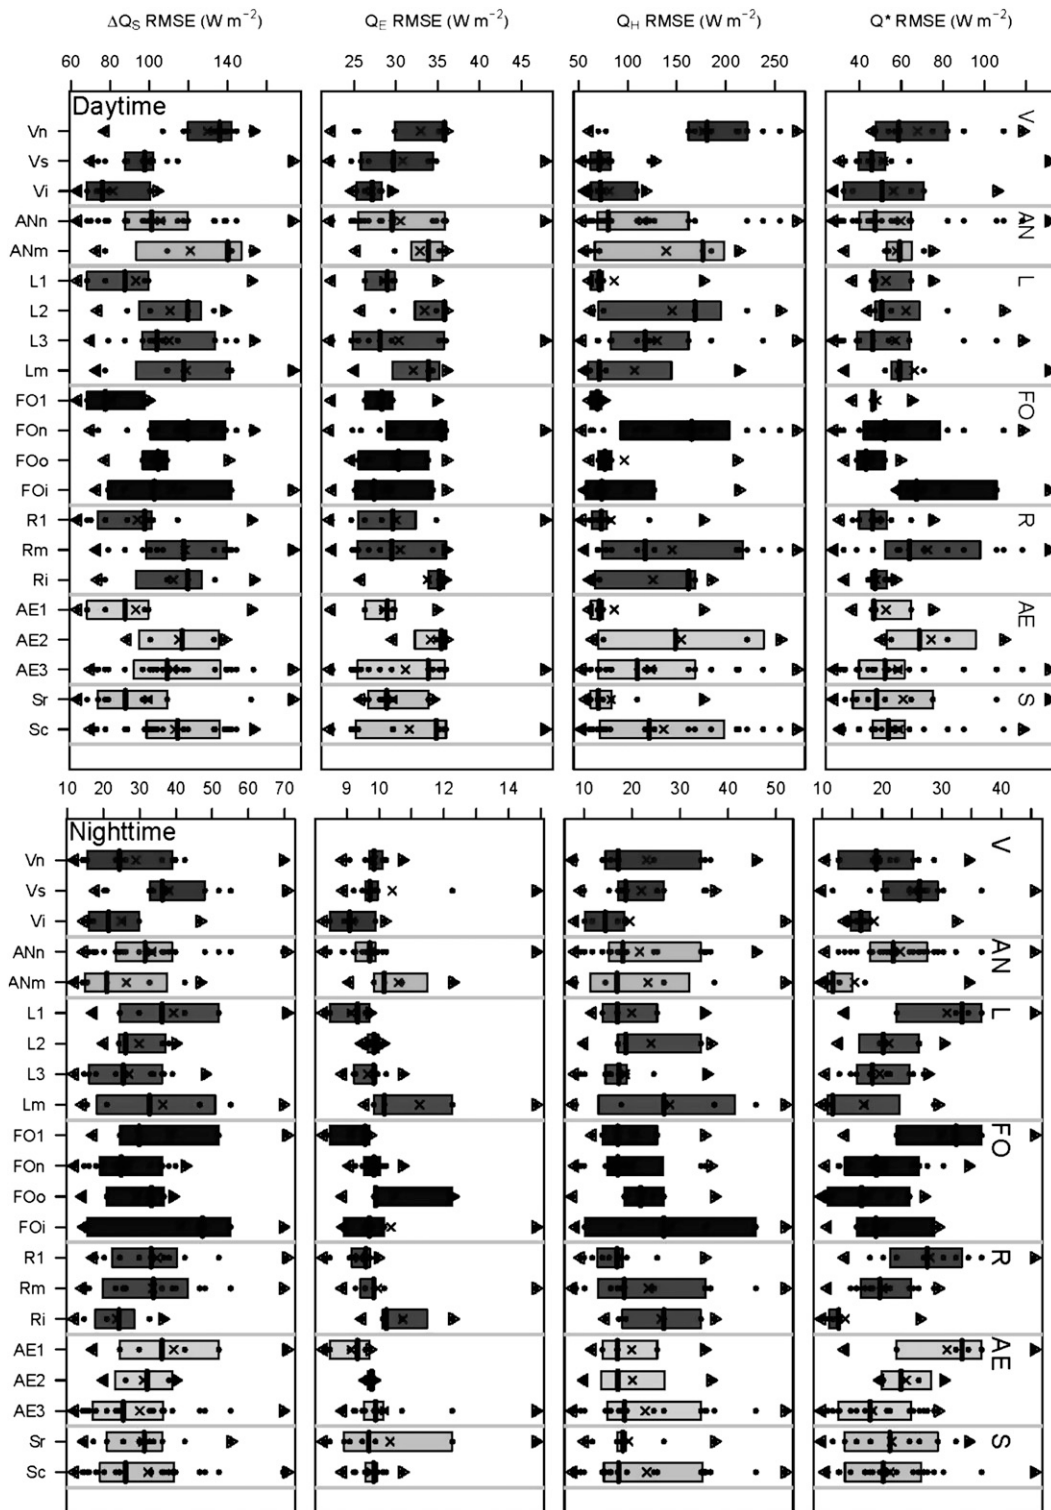 ΔQS RMSE (W m−2) QE RMSE (W m−2) QH RMSE (W m−2) Q* RMSE (W m−2)
60 80 100 140 25 30 35 45 50 100 150 200 250 40 60 80 100
Daytime
Vn V
Vs
Vi
ANn AN
ANm
L1 L
L2
L3
Lm
FO1 FO
FOn
FOo
FOi
R1 R
Rm
Ri
AE1 AE
AE2
AE3
Sr S
Sc
10 20 30 40 50 70 9 10 12 14 10 20 30 40 50 10 20 30 40
Nighttime
Vn V
Vs
Vi
ANn AN
ANm
L1 L
L2
L3
Lm
FO1 FO
FOn
FOo
FOi
R1 R
Rm
Ri
AE1 AE
AE2
AE3
Sr S
Sc